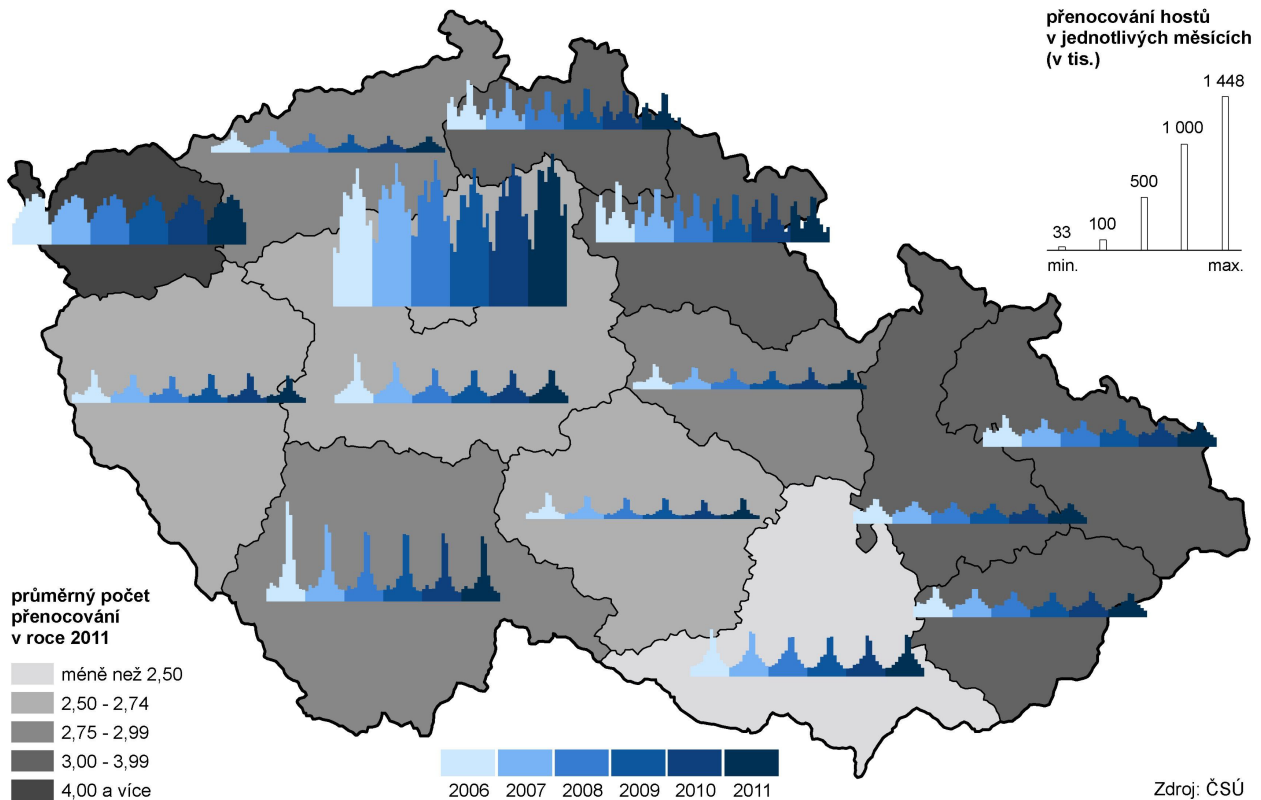 přenocování hostů
v jednotlivých měsících
(v tis.)
1 448
1 000
500
100
33
min.
max.
průměrný počet
přenocování
v roce 2011
méně než 2,50
2,50 - 2,74
2,75 - 2,99
3,00 - 3,99
4,00 a více
2006 2007 2008 2009 2010 2011
Zdroj: ČSÚ